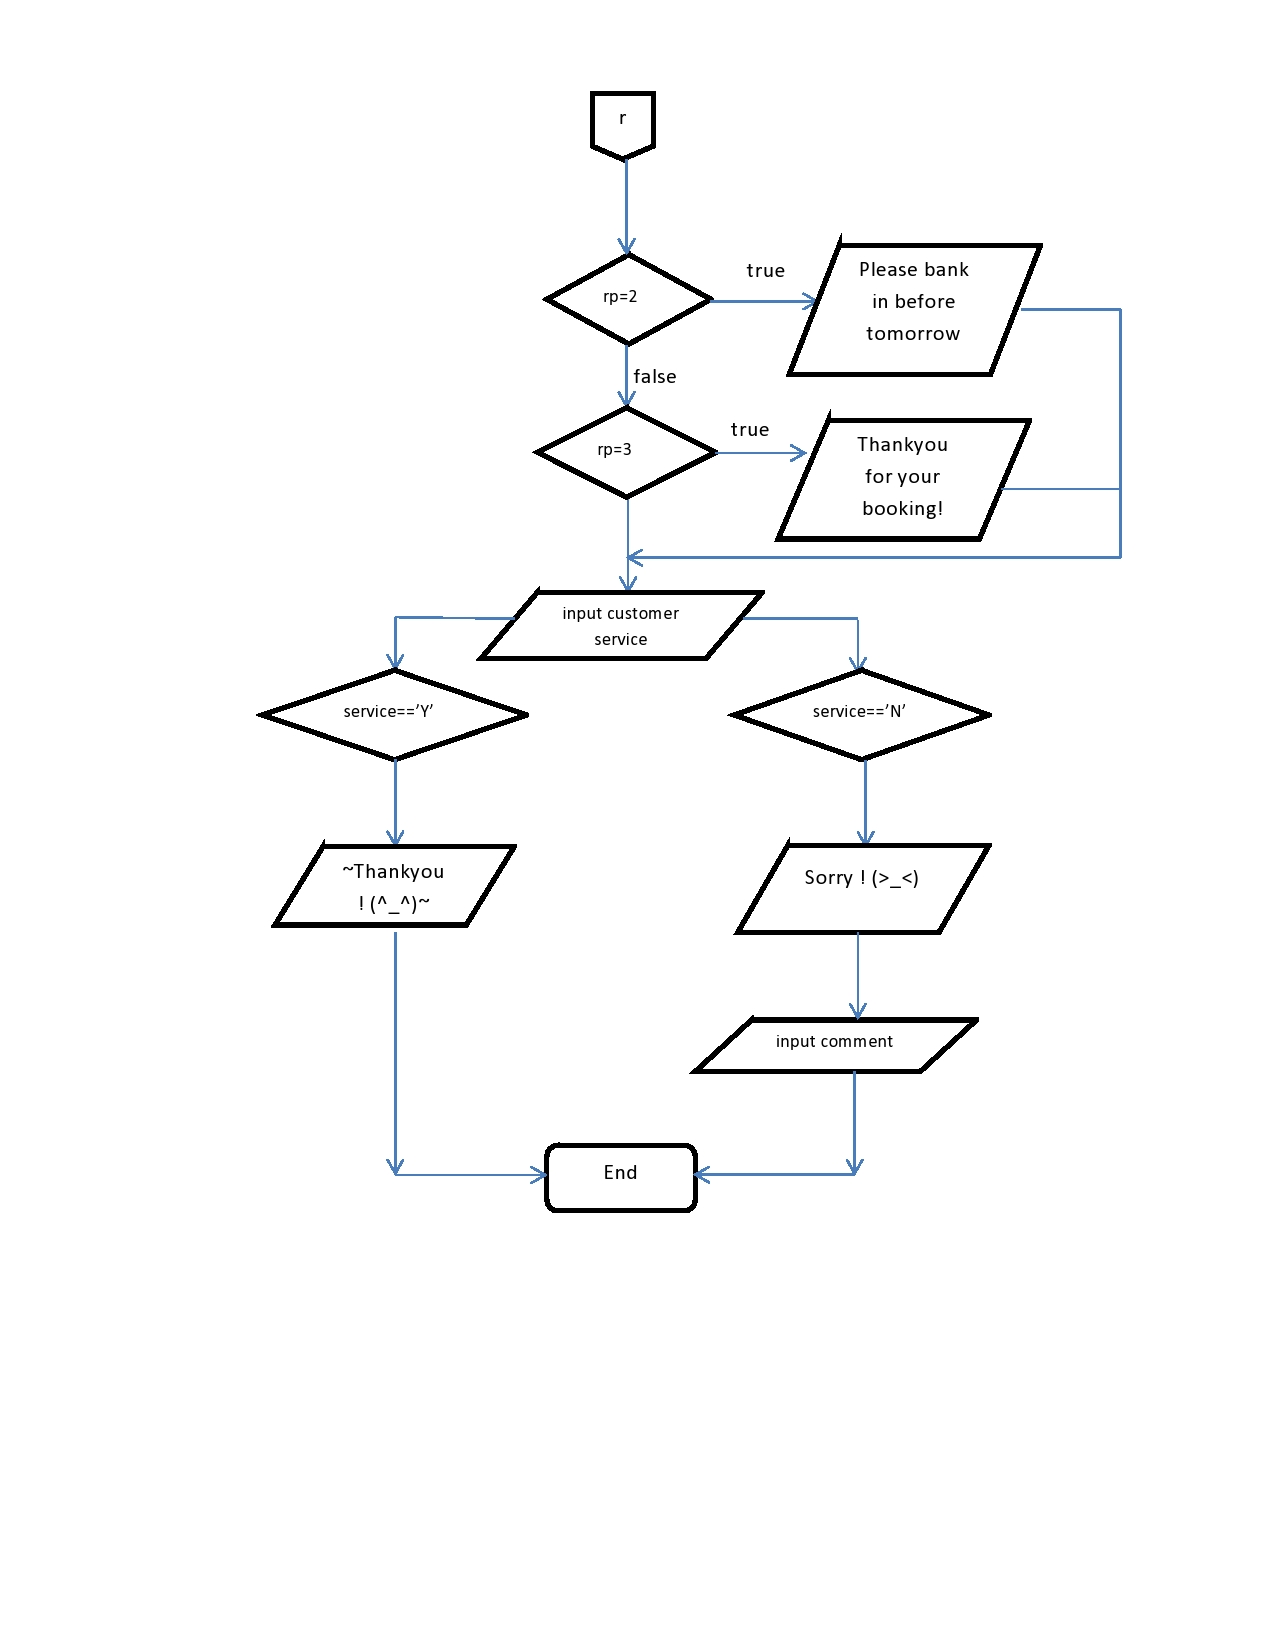 r
rp=2
true
Please bank
in before
tomorrow
false
rp=3
true
Thankyou
for your
booking!
input customer
service
service==’Y’
service==’N’
~Thankyou
! (^_^)~
Sorry ! (>_<)
input comment
End